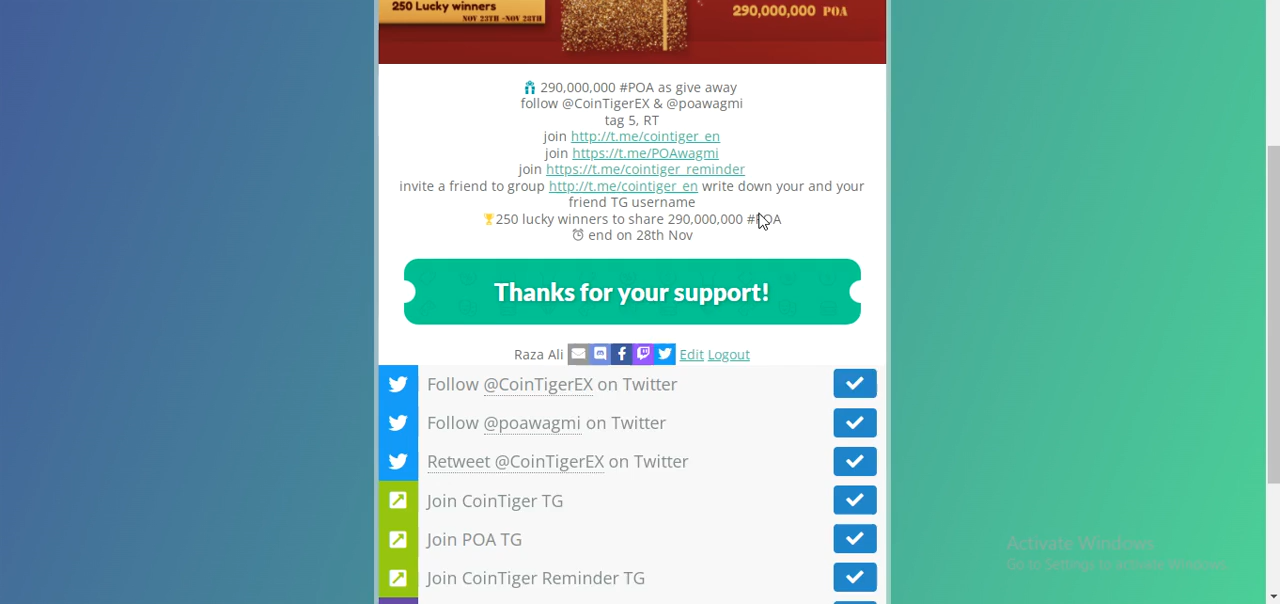 250 Lucky winners
NOV 23TH -NOV 28TH
290,000,000 POA
290,000,000 #POA as give away
follow @CoinTigerEX & @poawagmi
tag 5, RT
join http://t.me/cointiger_en
join https://t.me/POAwagmi
join https://t.me/cointiger_reminder
invite a friend to group http://t.me/cointiger_en write down your and your
friend TG username
🏆250 lucky winners to share 290,000,000 #POA
⏰ end on 28th Nov
Thanks for your support!
Raza Ali Edit Logout
Follow @CoinTigerEX on Twitter
Follow @poawagmi on Twitter
Retweet @CoinTigerEX on Twitter
Join CoinTiger TG
Join POA TG
Join CoinTiger Reminder TG
Activate Windows
Go to Settings to activate Windows.